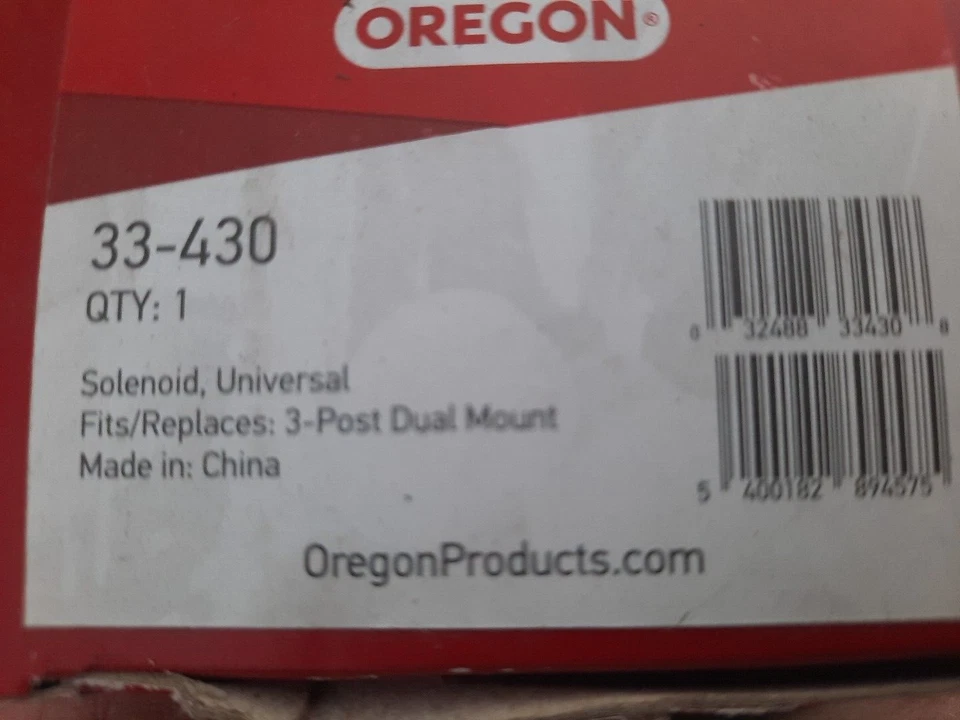 OREGON®
33-430
QTY: 1
Solenoid, Universal
Fits/Replaces: 3-Post Dual Mount
Made in: China
0 32488 33430 8
5 400182 894575
OregonProducts.com